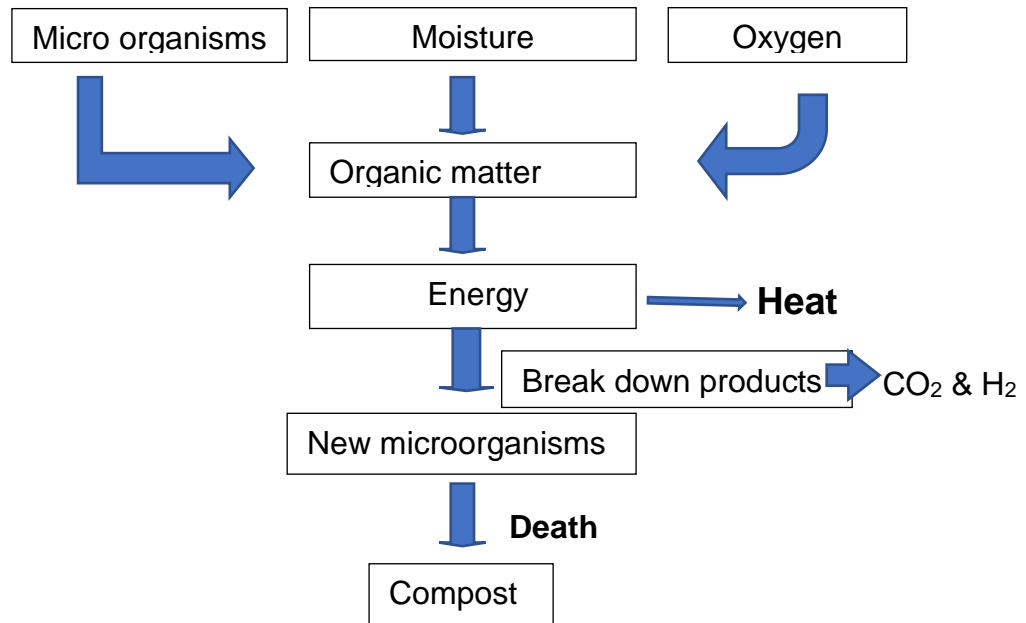 Micro organisms
Moisture
Oxygen
Organic matter
Energy
Heat
Break down products
CO₂ & H₂
New microorganisms
Death
Compost